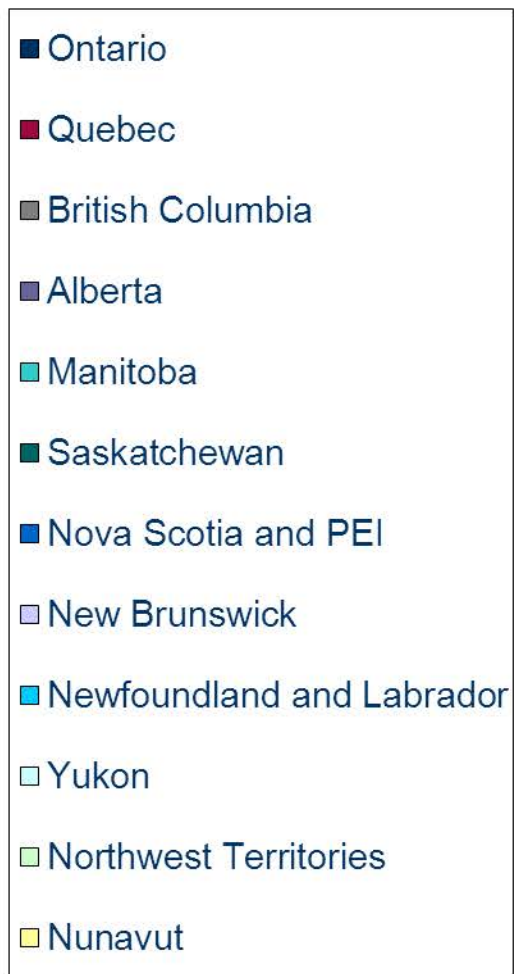 Ontario
Quebec
British Columbia
Alberta
Manitoba
Saskatchewan
Nova Scotia and PEI
New Brunswick
Newfoundland and Labrador
Yukon
Northwest Territories
Nunavut